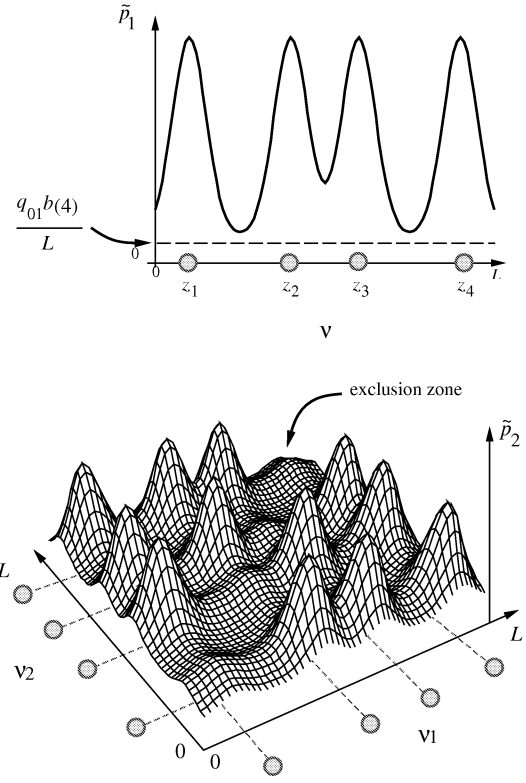 p̃₁
q₀₁b(4)
L
0
0
L
z₁ z₂ z₃ z₄
ν
exclusion zone
p̃₂
L
ν₂
L
ν₁
0
0